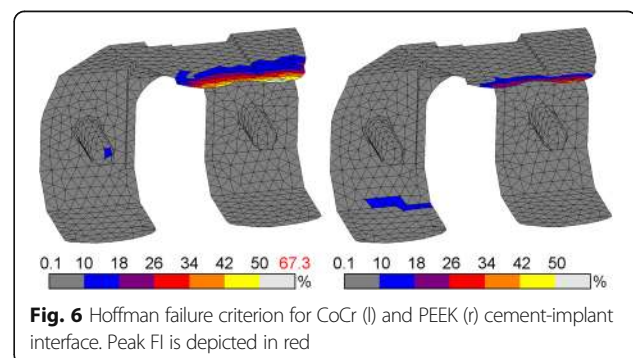 0.1 10 18 26 34 42 50 67.3 %
0.1 10 18 26 34 42 50 %
Fig. 6 Hoffman failure criterion for CoCr (l) and PEEK (r) cement-implant
interface. Peak FI is depicted in red